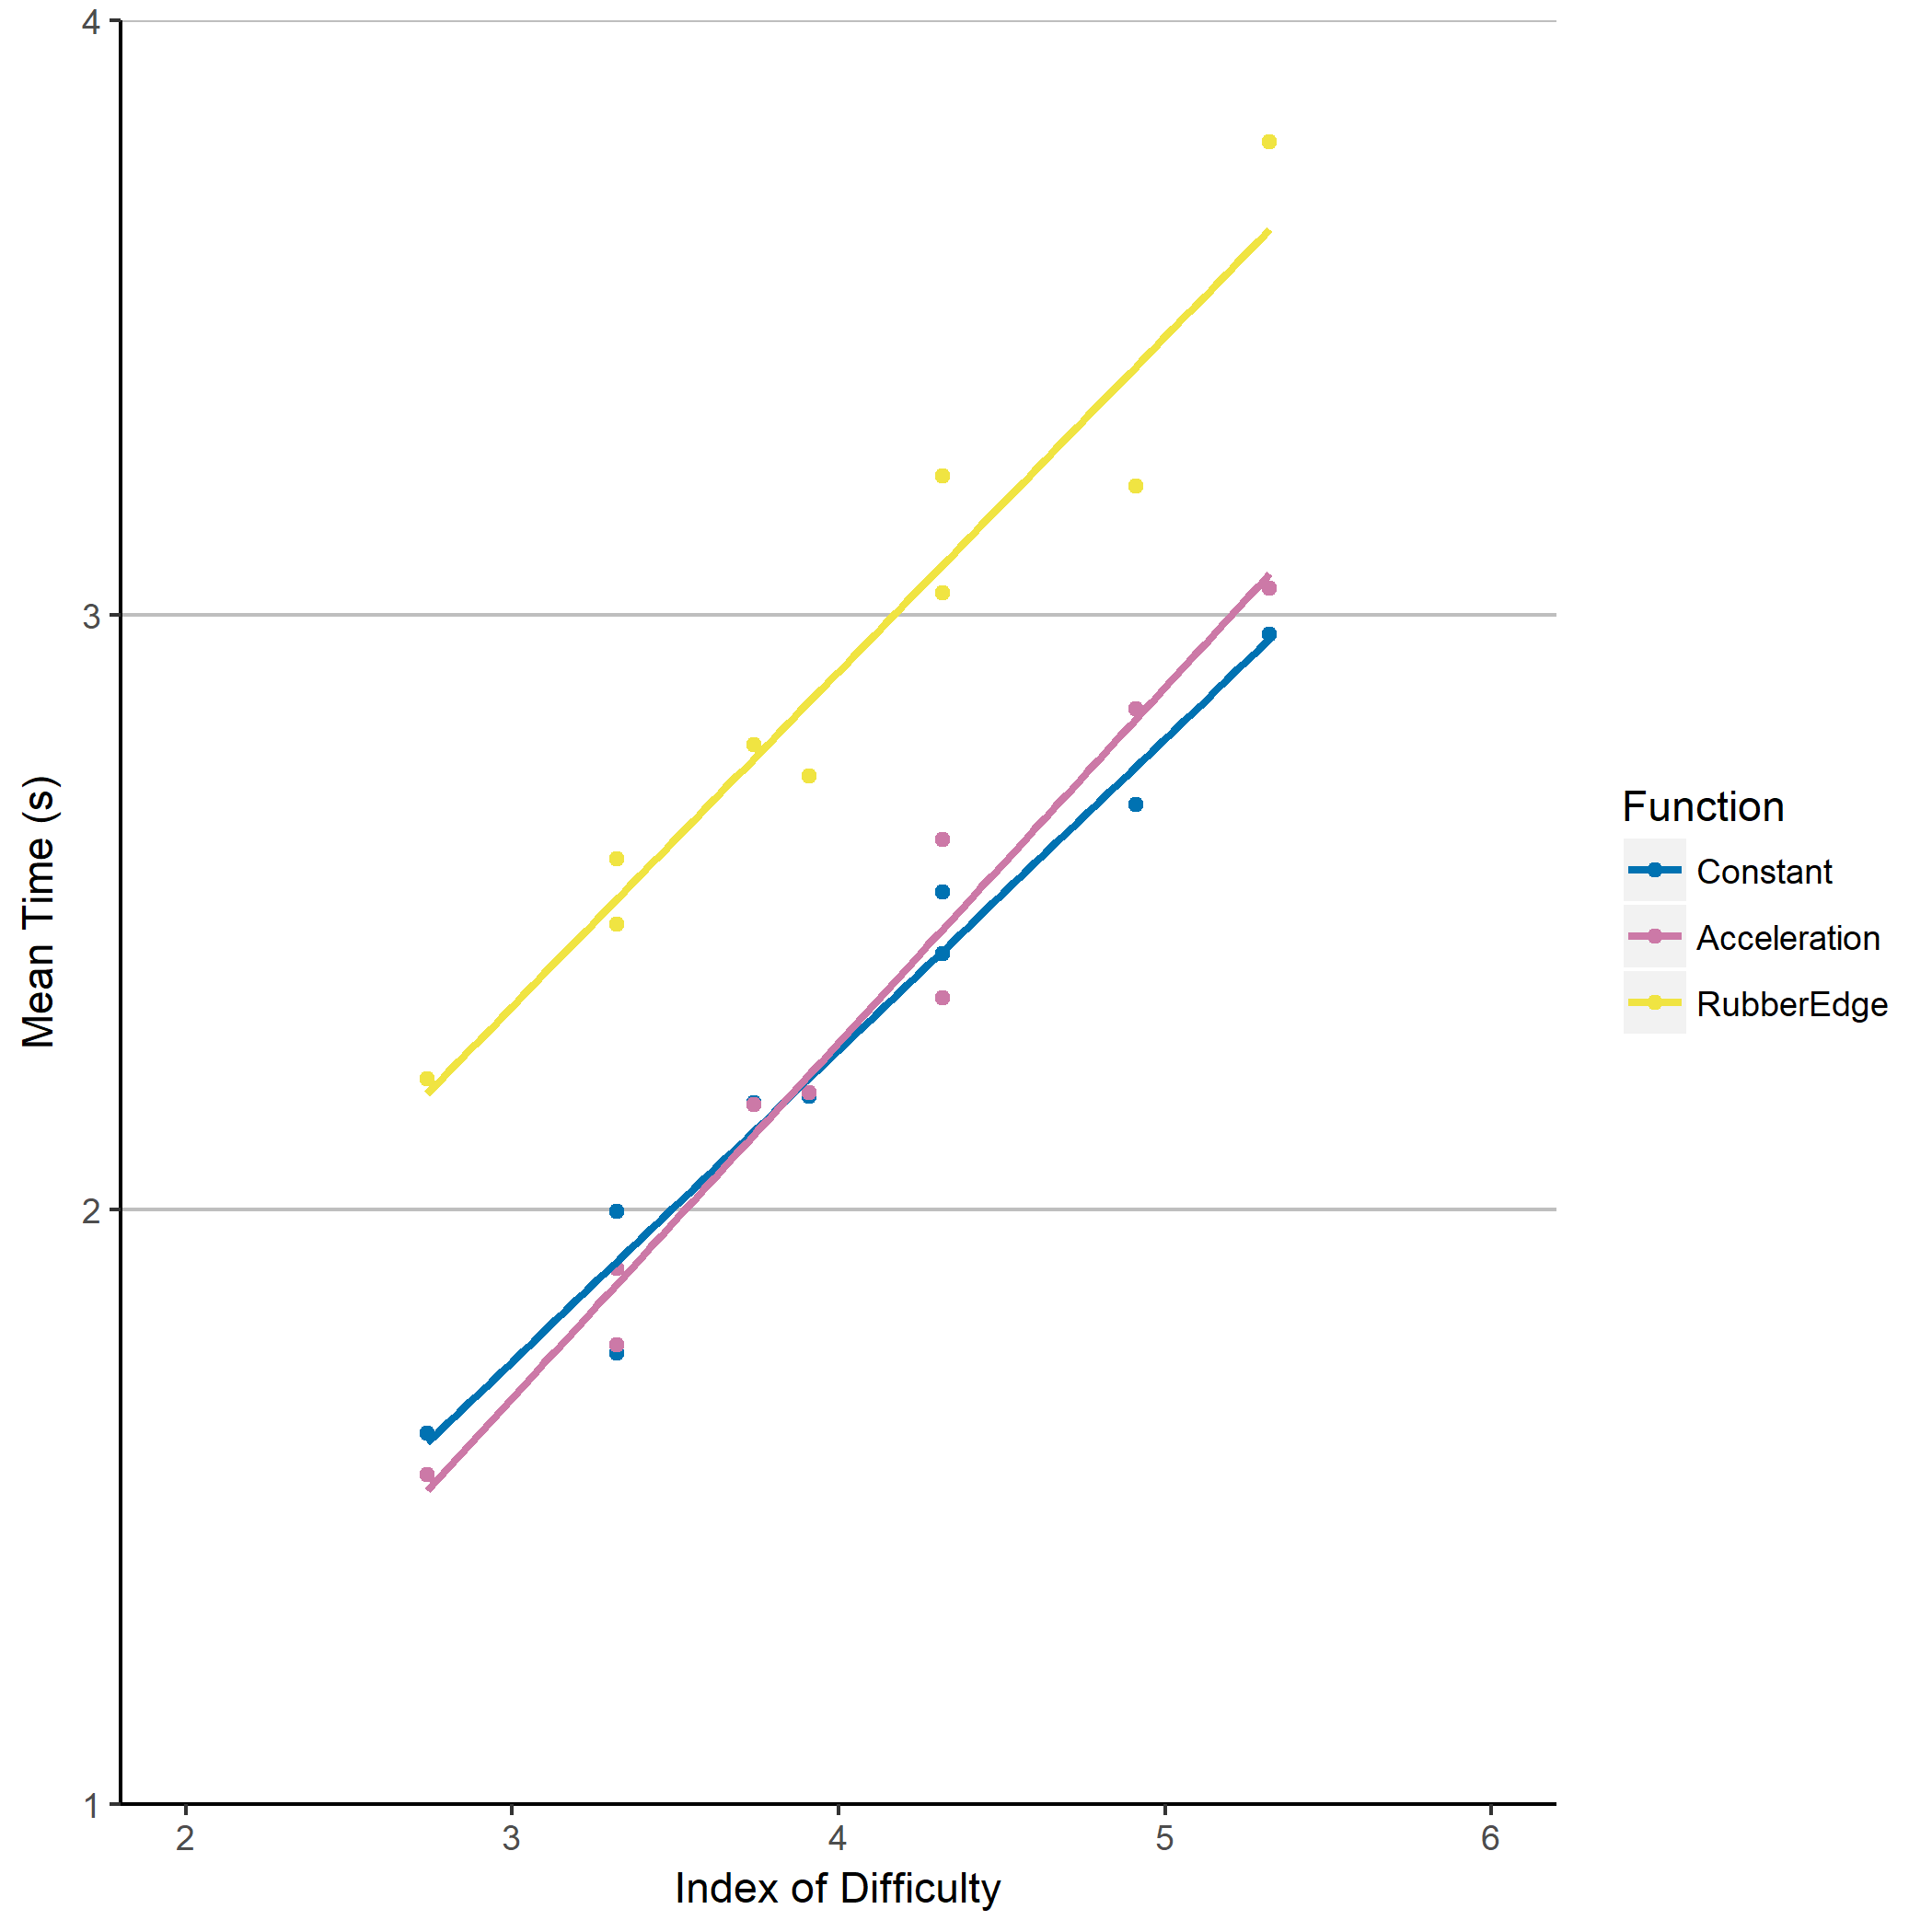 4
3
2
1
2 3 4 5 6
Mean Time (s)
Index of Difficulty
Function
Constant
Acceleration
RubberEdge